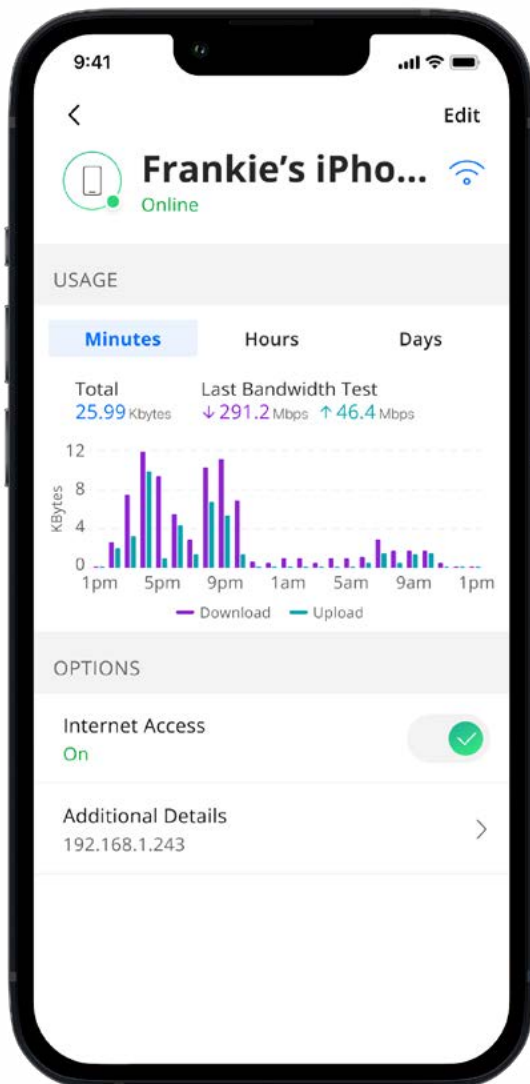 9:41
Edit
Frankie's iPho...
Online
USAGE
Minutes Hours Days
Total Last Bandwidth Test
25.99 Kbytes ↓ 291.2 Mbps ↑ 46.4 Mbps
12
8
4
0
KBytes
1pm 5pm 9pm 1am 5am 9am 1pm
Download Upload
OPTIONS
Internet Access
On
Additional Details
192.168.1.243